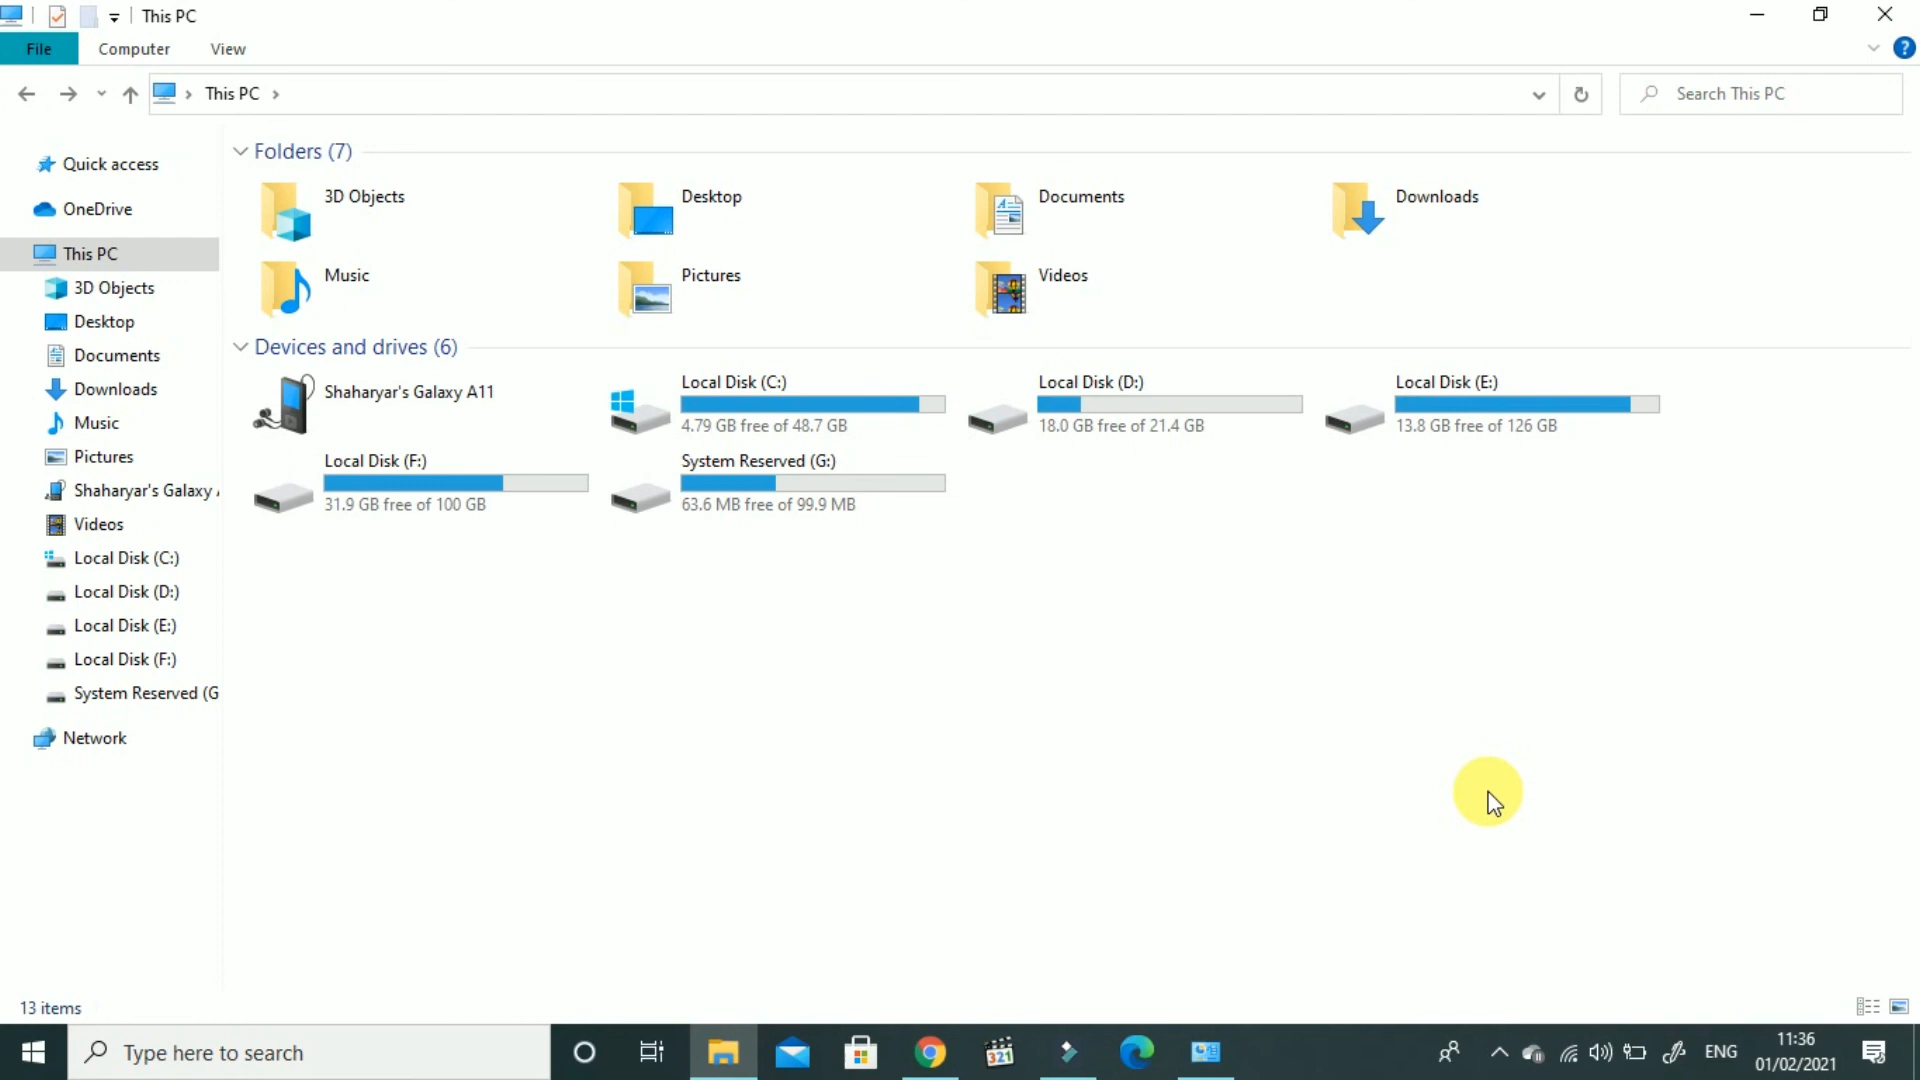 This PC
File Computer View
This PC
Search This PC
Quick access
OneDrive
This PC
3D Objects
Desktop
Documents
Downloads
Music
Pictures
Shaharyar's Galaxy A
Videos
Local Disk (C:)
Local Disk (D:)
Local Disk (E:)
Local Disk (F:)
System Reserved (G
Network
Folders (7)
3D Objects
Desktop
Documents
Downloads
Music
Pictures
Videos
Devices and drives (6)
Shaharyar's Galaxy A11
Local Disk (C:)
4.79 GB free of 48.7 GB
Local Disk (D:)
18.0 GB free of 21.4 GB
Local Disk (E:)
13.8 GB free of 126 GB
Local Disk (F:)
31.9 GB free of 100 GB
System Reserved (G:)
63.6 MB free of 99.9 MB
13 items
Type here to search
321
ENG
11:36
01/02/2021